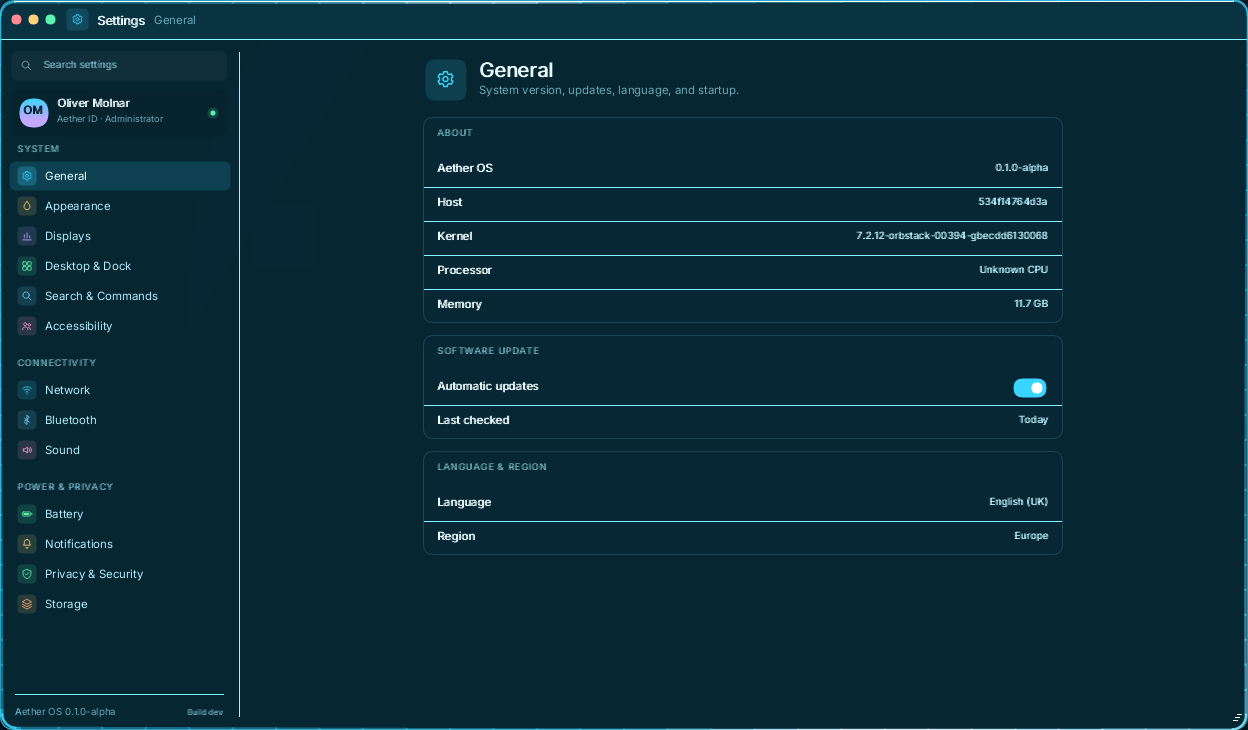 Settings General
Search settings
OM
Oliver Molnar
Aether ID · Administrator
SYSTEM
General
Appearance
Displays
Desktop & Dock
Search & Commands
Accessibility
CONNECTIVITY
Network
Bluetooth
Sound
POWER & PRIVACY
Battery
Notifications
Privacy & Security
Storage
Aether OS 0.1.0-alpha
Build dev
General
System version, updates, language, and startup.
ABOUT
Aether OS 0.1.0-alpha
Host 534f14764d3a
Kernel 7.2.12-orbstack-00394-gbecdd6130068
Processor Unknown CPU
Memory 11.7 GB
SOFTWARE UPDATE
Automatic updates
Last checked Today
LANGUAGE & REGION
Language English (UK)
Region Europe